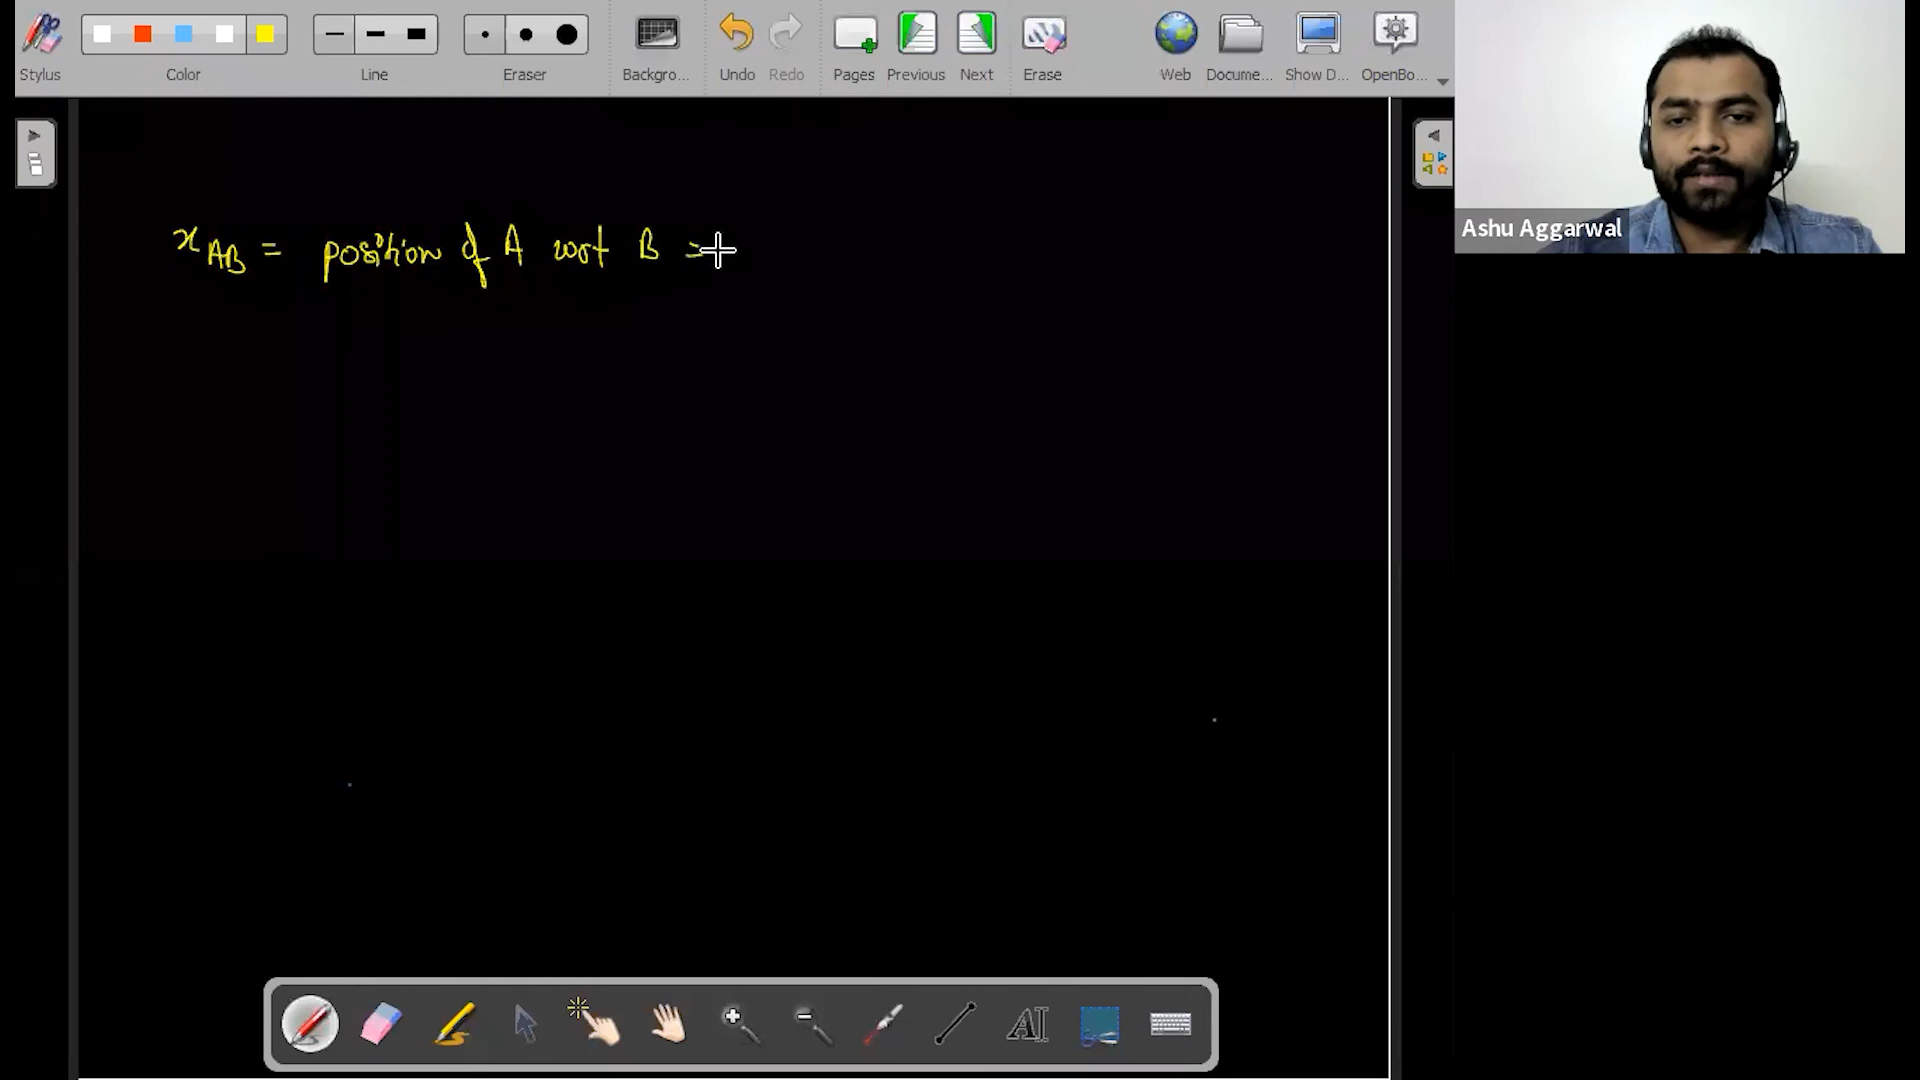 Stylus
Color
Line
Eraser
Backgro...
Undo
Redo
Pages
Previous
Next
Erase
Web
Docume...
Show D...
OpenBo...
Ashu Aggarwal
x_AB = position of A wrt B =
AI